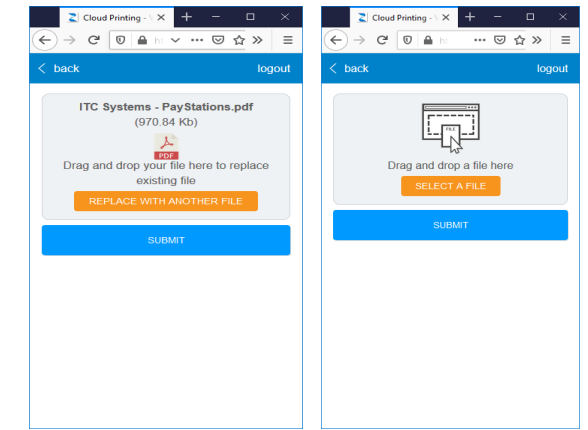 Cloud Printing -
< back
logout
ITC Systems - PayStations.pdf
(970.84 Kb)
PDF
Drag and drop your file here to replace
existing file
REPLACE WITH ANOTHER FILE
SUBMIT
Cloud Printing -
< back
logout
FILE
Drag and drop a file here
SELECT A FILE
SUBMIT